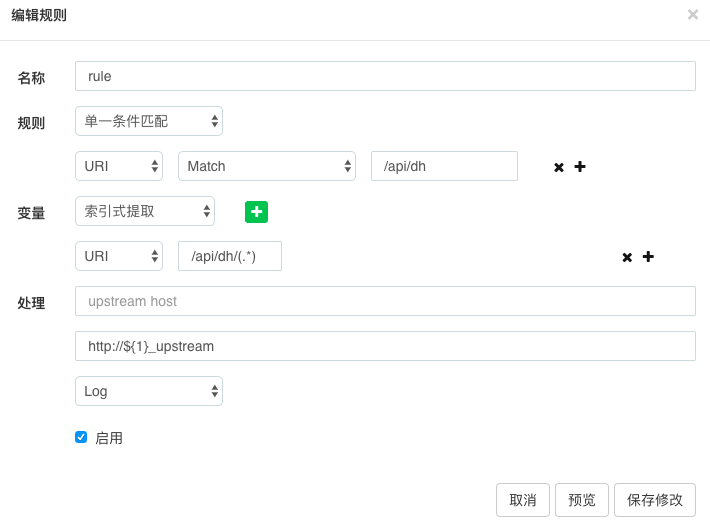 编辑规则 ×
名称 rule
规则 单一条件匹配
URI Match /api/dh
变量 索引式提取
URI /api/dh/(.*)
处理 upstream host
http://${1}_upstream
Log
启用
取消 预览 保存修改